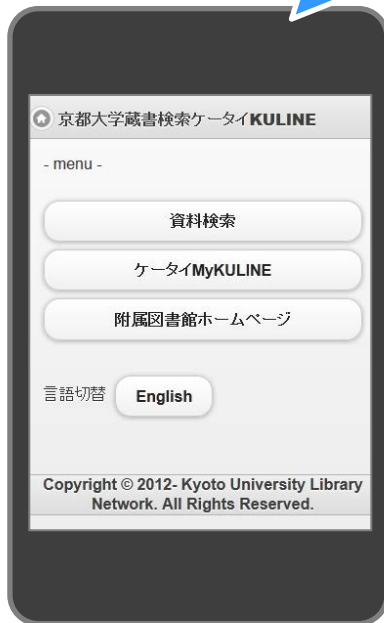 京都大学蔵書検索ケータイKULINE
- menu -
資料検索
ケータイMyKULINE
附属図書館ホームページ
言語切替 English
Copyright © 2012- Kyoto University Library
Network. All Rights Reserved.